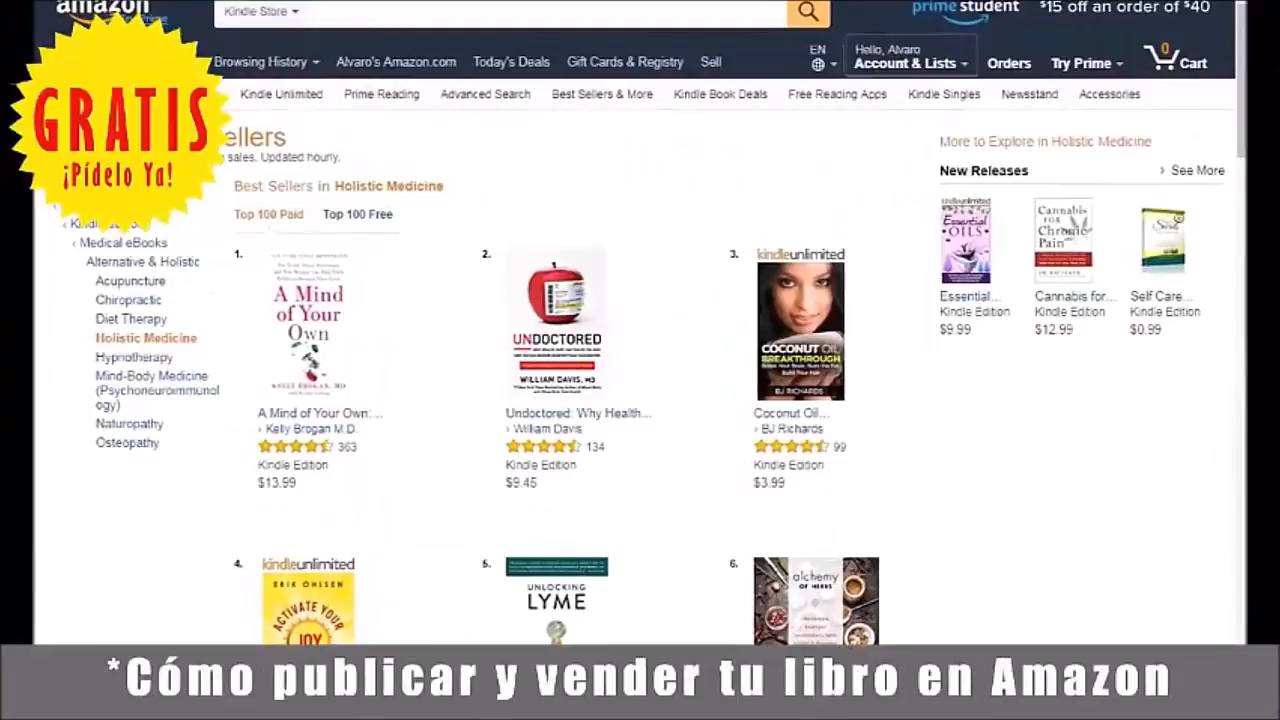 amazon
Kindle Store
prime student
$15 off an order of $40
Browsing History
Alvaro's Amazon.com
Today's Deals
Gift Cards & Registry
Sell
EN
Hello, Alvaro
Account & Lists
Orders
Try Prime
0
Cart
Kindle Unlimited
Prime Reading
Advanced Search
Best Sellers & More
Kindle Book Deals
Free Reading Apps
Kindle Singles
Newsstand
Accessories
GRATIS
¡Pídelo Ya!
ellers
sales. Updated hourly.
Best Sellers in Holistic Medicine
Top 100 Paid
Top 100 Free
‹ Medical eBooks
Alternative & Holistic
Acupuncture
Chiropractic
Diet Therapy
Holistic Medicine
Hypnotherapy
Mind-Body Medicine
(Psychoneuroimmunol
ogy)
Naturopathy
Osteopathy
1.
A Mind
of Your
Own
KELLY BROGAN, MD
A Mind of Your Own:...
› Kelly Brogan M.D.
363
Kindle Edition
$13.99
2.
UNDOCTORED
WILLIAM DAVIS, MD
Undoctored: Why Health...
› William Davis
134
Kindle Edition
$9.45
3.
kindleunlimited
COCONUT OIL
BREAKTHROUGH
BJ RICHARDS
Coconut Oil...
› BJ Richards
99
Kindle Edition
$3.99
More to Explore in Holistic Medicine
New Releases
› See More
kindleunlimited
Essential
OILS
Essential...
Kindle Edition
$9.99
Cannabis
FOR
Chronic
Pain
Cannabis for...
Kindle Edition
$12.99
Self Care...
Kindle Edition
$0.99
4.
kindleunlimited
ERIK OHLSEN
ACTIVATE YOUR
JOY
5.
UNLOCKING
LYME
6.
alchemy
OF HERBS
*Cómo publicar y vender tu libro en Amazon